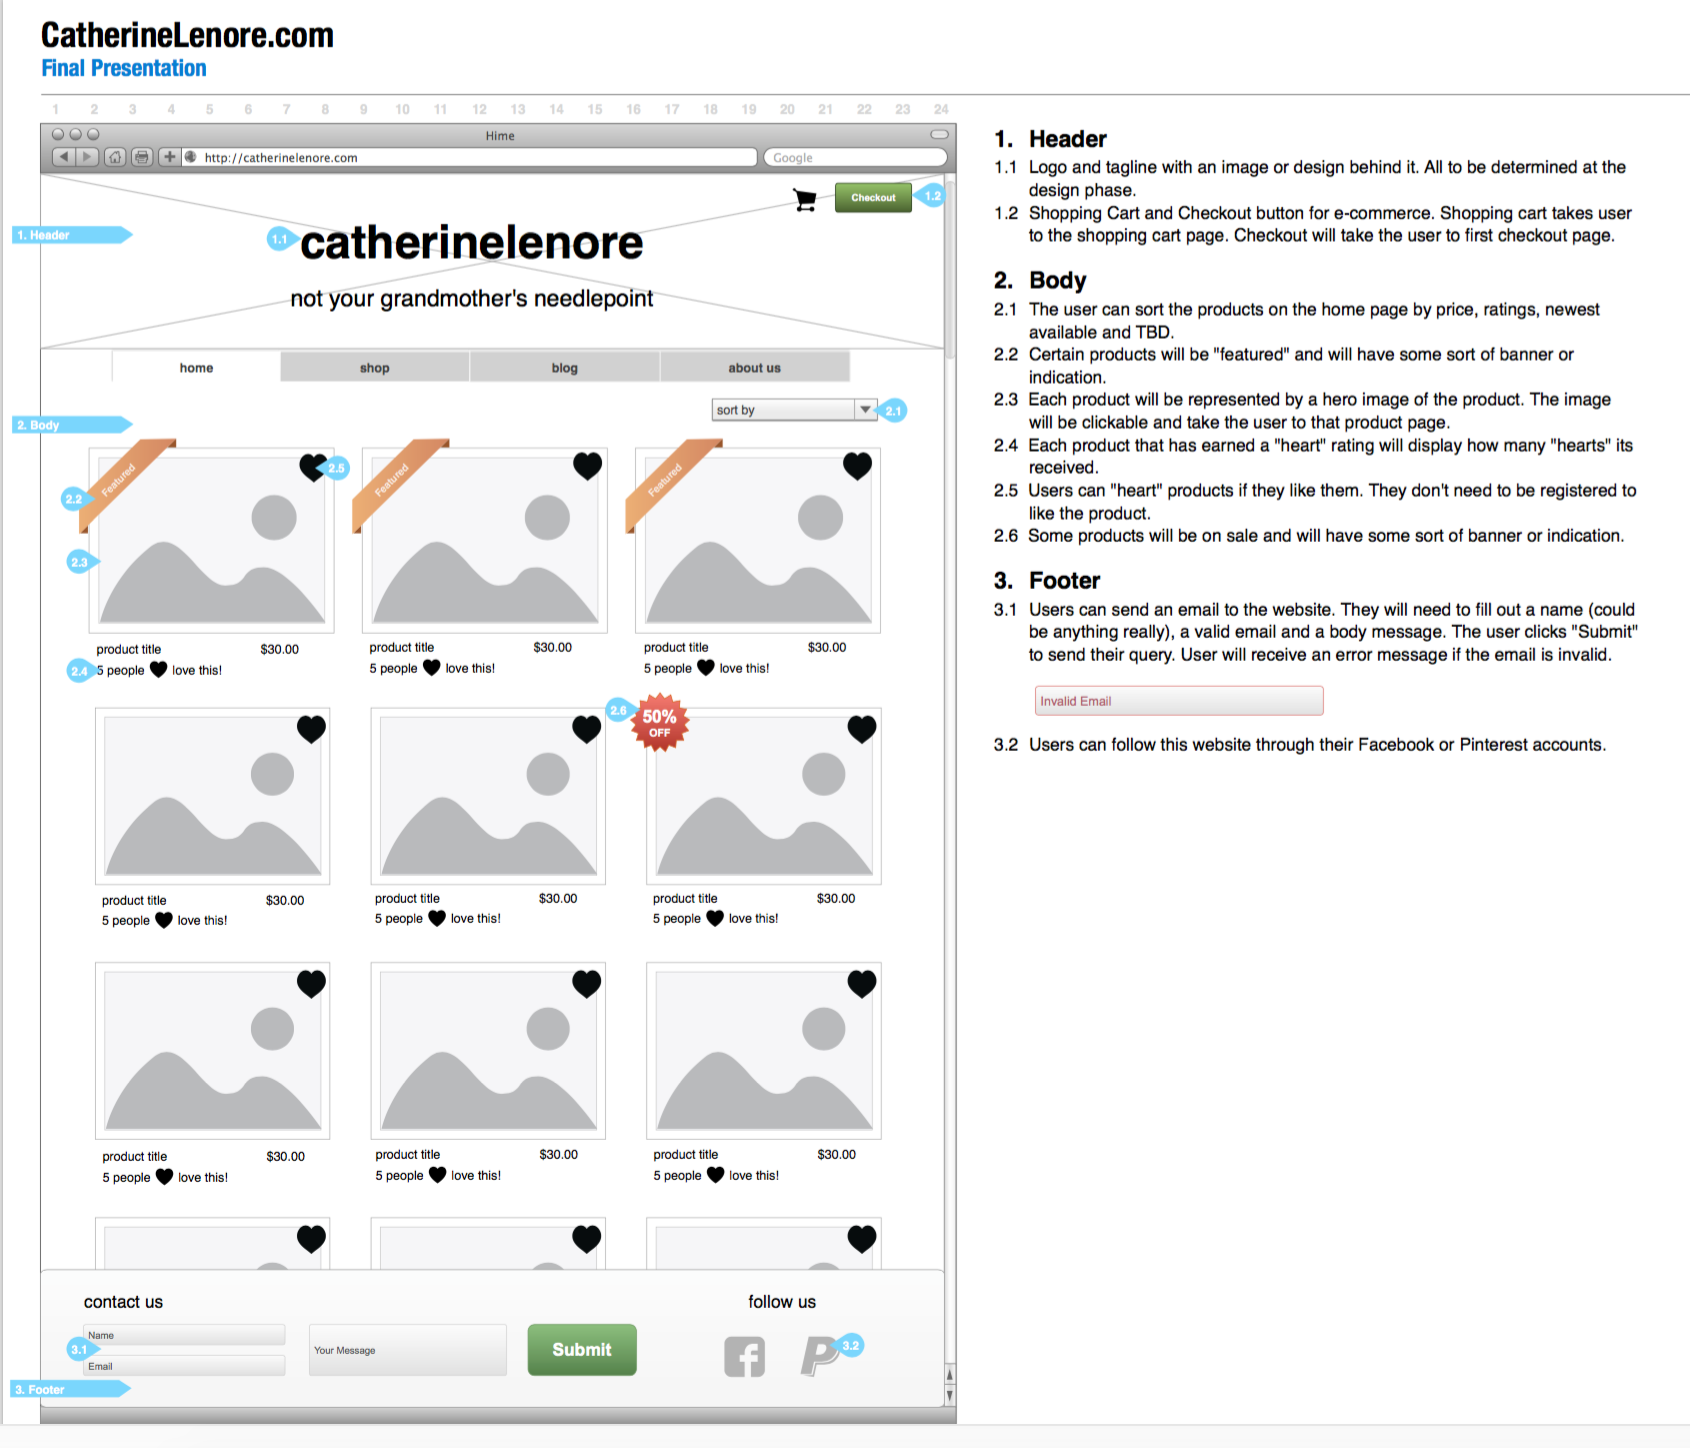 CatherineLenore.com
Final Presentation
1 2 3 4 5 6 7 8 9 10 11 12 13 14 15 16 17 18 19 20 21 22 23 24
Hime
http://catherinelenore.com
Google
Checkout
1.2
1. Header
1.1
catherinelenore
not your grandmother's needlepoint
home shop blog about us
sort by
2.1
2. Body
Featured
2.5
Featured
Featured
2.2
2.3
product title $30.00
product title $30.00
product title $30.00
2.4
5 people love this!
5 people love this!
5 people love this!
2.6
50%
OFF
product title $30.00
product title $30.00
product title $30.00
5 people love this!
5 people love this!
5 people love this!
product title $30.00
product title $30.00
product title $30.00
5 people love this!
5 people love this!
5 people love this!
contact us
follow us
Name
3.1
Email
Your Message
Submit
3.2
3. Footer
1. Header
1.1 Logo and tagline with an image or design behind it. All to be determined at the
design phase.
1.2 Shopping Cart and Checkout button for e-commerce. Shopping cart takes user
to the shopping cart page. Checkout will take the user to first checkout page.
2. Body
2.1 The user can sort the products on the home page by price, ratings, newest
available and TBD.
2.2 Certain products will be "featured" and will have some sort of banner or
indication.
2.3 Each product will be represented by a hero image of the product. The image
will be clickable and take the user to that product page.
2.4 Each product that has earned a "heart" rating will display how many "hearts" its
received.
2.5 Users can "heart" products if they like them. They don't need to be registered to
like the product.
2.6 Some products will be on sale and will have some sort of banner or indication.
3. Footer
3.1 Users can send an email to the website. They will need to fill out a name (could
be anything really), a valid email and a body message. The user clicks "Submit"
to send their query. User will receive an error message if the email is invalid.
Invalid Email
3.2 Users can follow this website through their Facebook or Pinterest accounts.